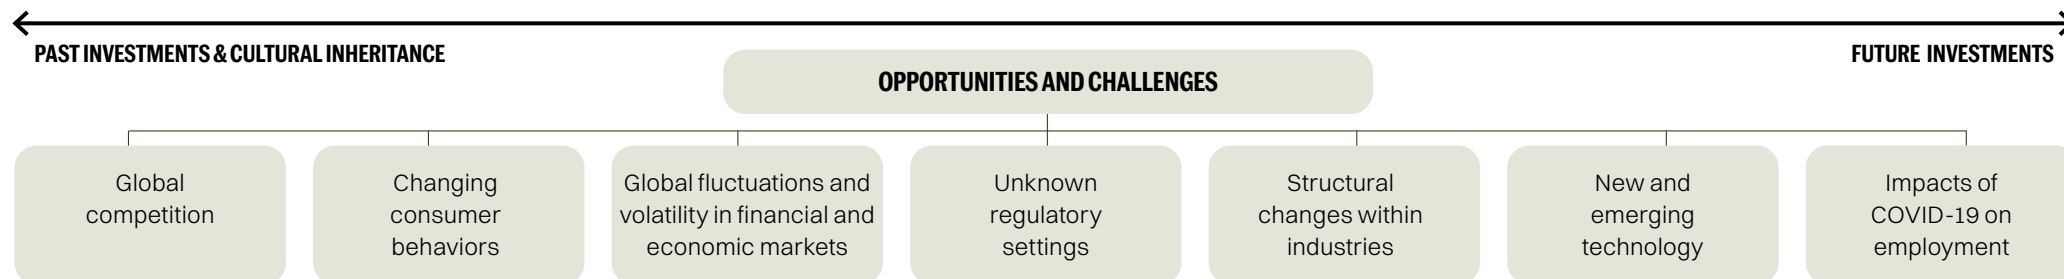 PAST INVESTMENTS & CULTURAL INHERITANCE
FUTURE INVESTMENTS
OPPORTUNITIES AND CHALLENGES
Global
competition
Changing
consumer
behaviors
Global fluctuations and
volatility in financial and
economic markets
Unknown
regulatory
settings
Structural
changes within
industries
New and
emerging
technology
Impacts of
COVID-19 on
employment